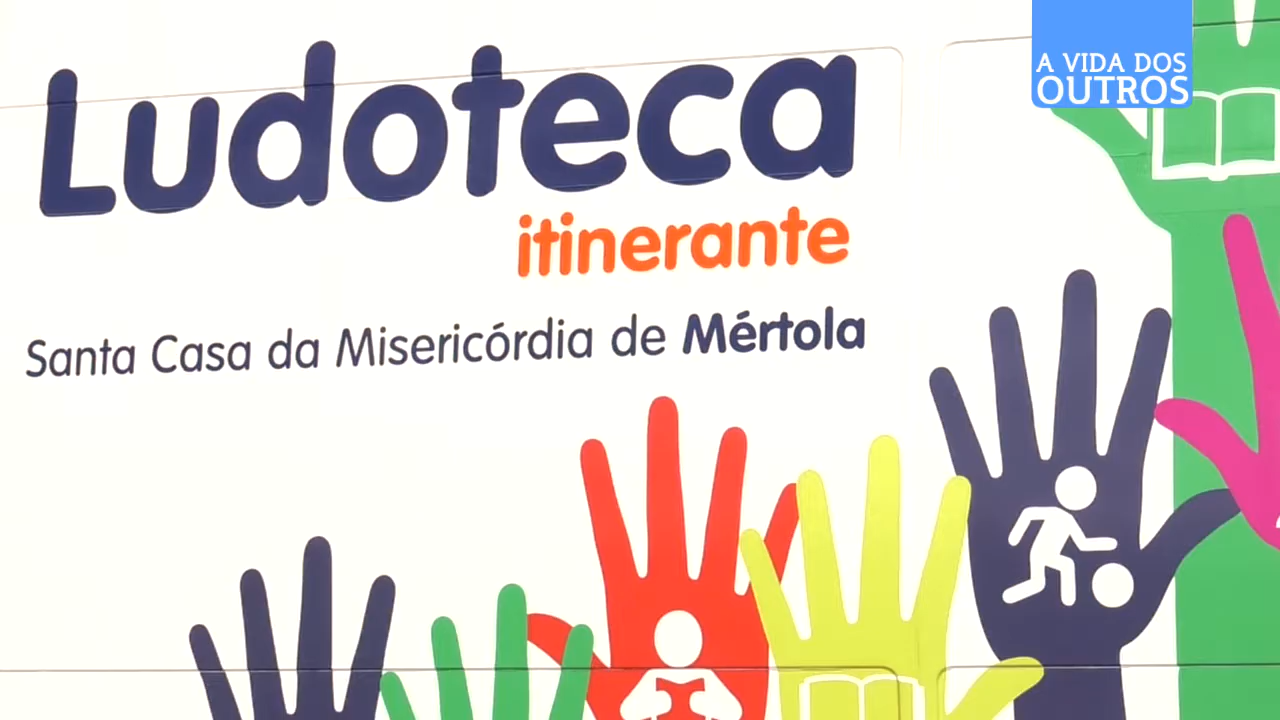 A VIDA DOS
OUTROS
Ludoteca
itinerante
Santa Casa da Misericórdia de Mértola